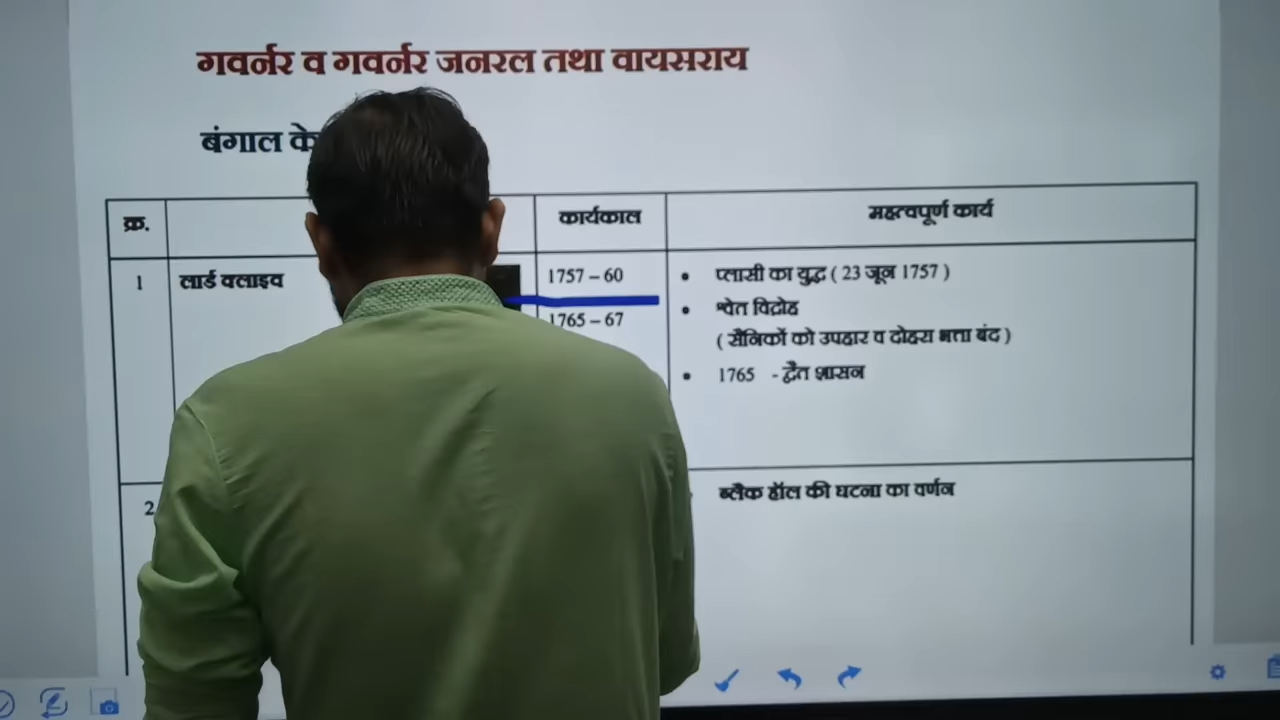 गवर्नर व गवर्नर जनरल तथा वायसराय
बंगाल के
क्र. कार्यकाल महत्वपूर्ण कार्य
1 लार्ड क्लाइव 1757 – 60 • प्लासी का युद्ध ( 23 जून 1757 )
1765 – 67 • श्वेत विद्रोह
( सैनिकों को उपहार व दोहरा भत्ता बंद )
• 1765 - द्वैत शासन
2 ब्लैक हॉल की घटना का वर्णन